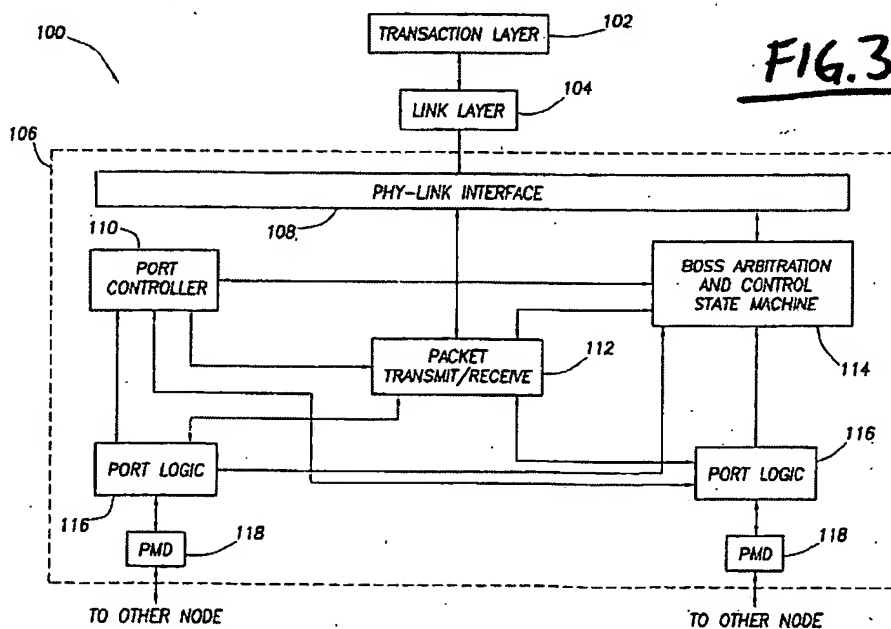 100
TRANSACTION LAYER
102
FIG.3
LINK LAYER
104
106
PHY-LINK INTERFACE
108
110
PORT
CONTROLLER
BOSS ARBITRATION
AND CONTROL
STATE MACHINE
114
PACKET
TRANSMIT/RECEIVE
112
PORT LOGIC
116
PORT LOGIC
116
PMD
118
PMD
118
TO OTHER NODE
TO OTHER NODE